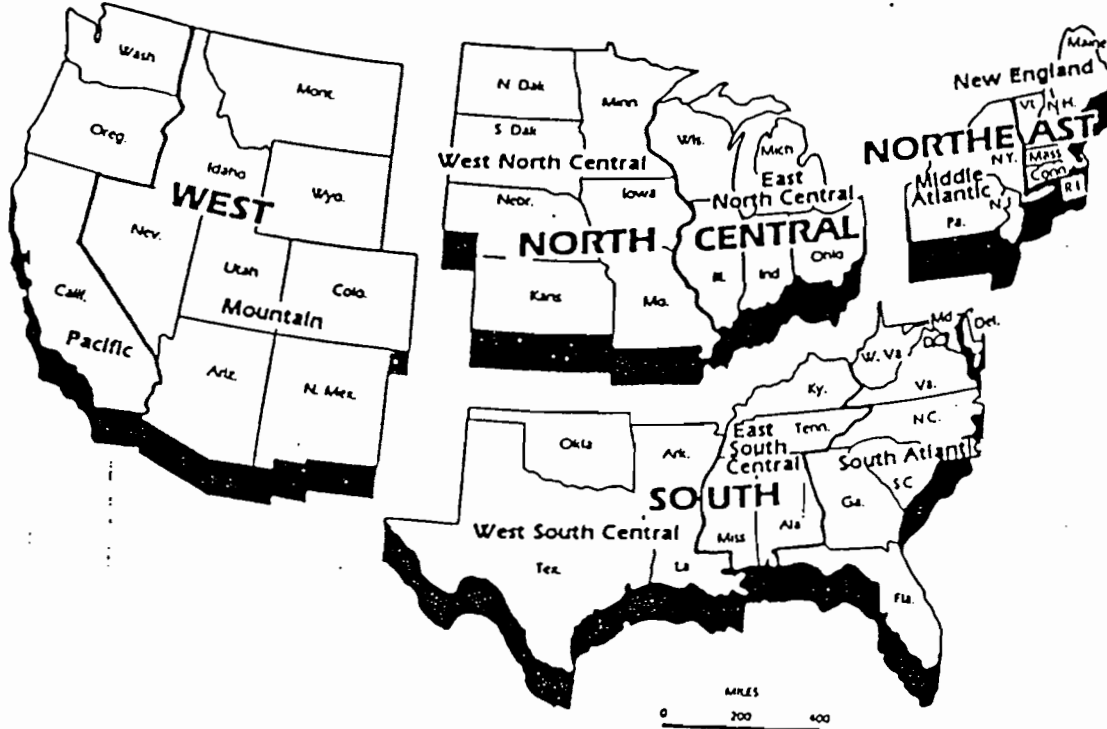 Wash
Mont.
Oreg.
Idaho
Wyo.
WEST
Nev.
Utah
Colo.
Calif.
Mountain
Pacific
Ariz.
N. Mex.
N Dak
Minn
S Dak
Wis.
Mich
West North Central
East
North Central
Nebr.
Iowa
NORTH CENTRAL
Ill.
Ind
Ohio
Kans
Mo.
Maine
New England
Vt.
N.H.
NORTHEAST
N.Y.
Mass
Conn
R I
Middle
Atlantic
N.J.
Pa.
Md
Del.
D.C.
W. Va
Va.
Ky.
N C.
Tenn.
East
South
Central
South Atlantic
S C
Okla
Ark.
SOUTH
Ga.
Miss
Ala
West South Central
Tex.
La
Fla.
MILES
0 200 400